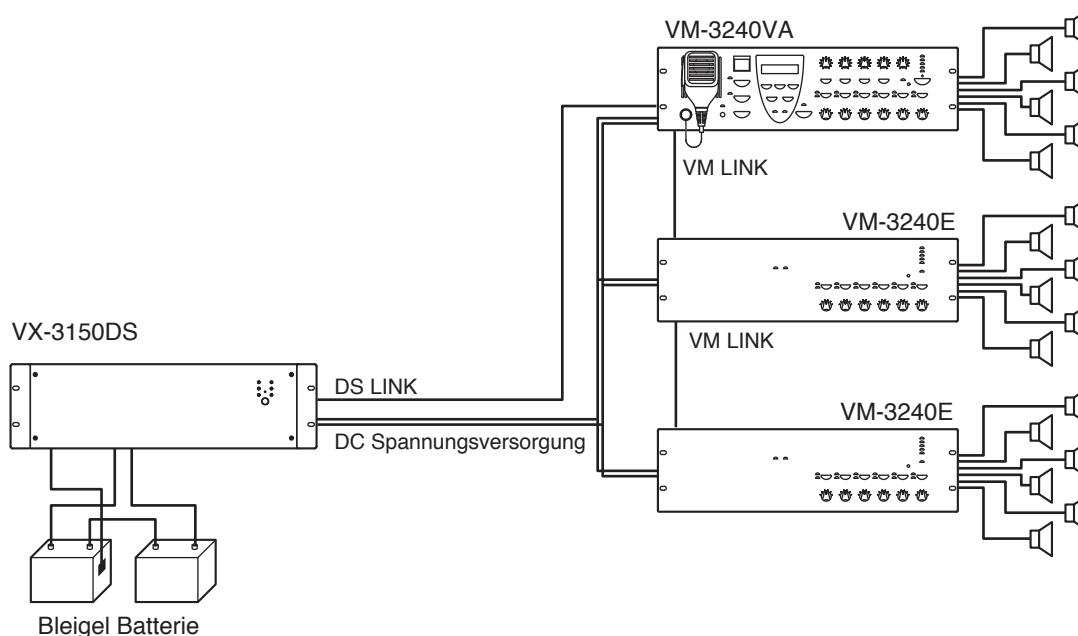 VM-3240VA
VM LINK
VM-3240E
VX-3150DS
VM LINK
DS LINK
VM-3240E
DC Spannungsversorgung
Bleigel Batterie